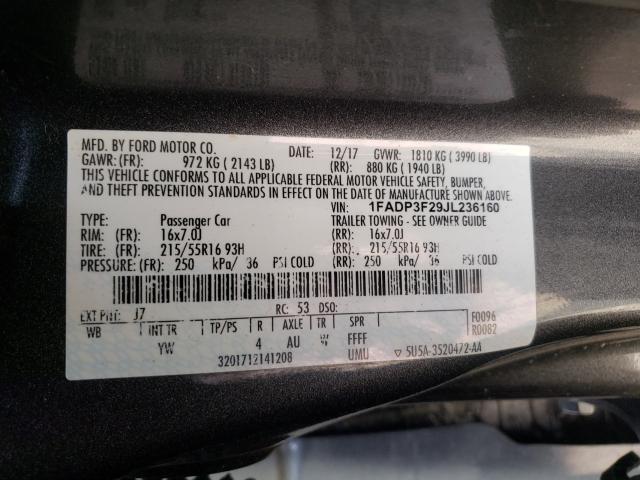 MFD. BY FORD MOTOR CO. DATE: 12/17 GVWR: 1810 KG ( 3990 LB)
GAWR: (FR): 972 KG ( 2143 LB) (RR): 880 KG ( 1940 LB)
THIS VEHICLE CONFORMS TO ALL APPLICABLE FEDERAL MOTOR VEHICLE SAFETY, BUMPER,
AND THEFT PREVENTION STANDARDS IN EFFECT ON THE DATE OF MANUFACTURE SHOWN ABOVE.
VIN: 1FADP3F29JL236160
TYPE: Passenger Car TRAILER TOWING - SEE OWNER GUIDE
RIM: (FR): 16x7.0J (RR): 16x7.0J
TIRE: (FR): 215/55R16 93H (RR): 215/55R16 93H
PRESSURE: (FR): 250 kPa/ 36 PSI COLD (RR): 250 kPa/ 36 PSI COLD
EXT PNT: J7 RC: 53 DSO: F0096
WB INT TR TP/PS R AXLE TR SPR R0082
YW 4 AU W FFFF
3201712141208 UMU 5U5A-3520472-AA